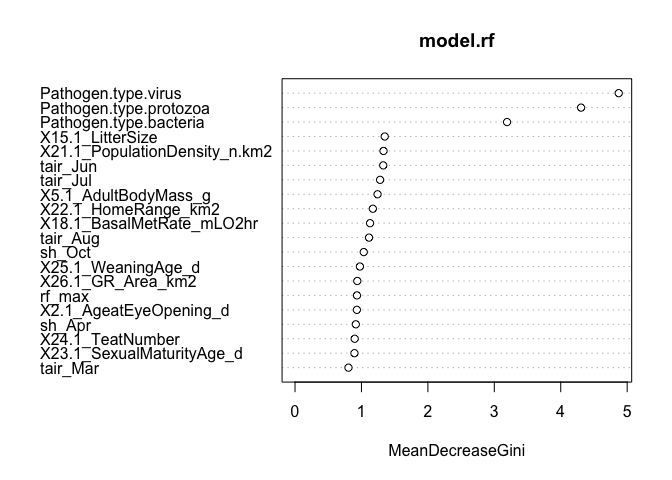 model.rf
Pathogen.type.virus
Pathogen.type.protozoa
Pathogen.type.bacteria
X15.1_LitterSize
X21.1_PopulationDensity_n.km2
tair_Jun
tair_Jul
X5.1_AdultBodyMass_g
X22.1_HomeRange_km2
X18.1_BasalMetRate_mLO2hr
tair_Aug
sh_Oct
X25.1_WeaningAge_d
X26.1_GR_Area_km2
rf_max
X2.1_AgeatEyeOpening_d
sh_Apr
X24.1_TeatNumber
X23.1_SexualMaturityAge_d
tair_Mar
0 1 2 3 4 5
MeanDecreaseGini